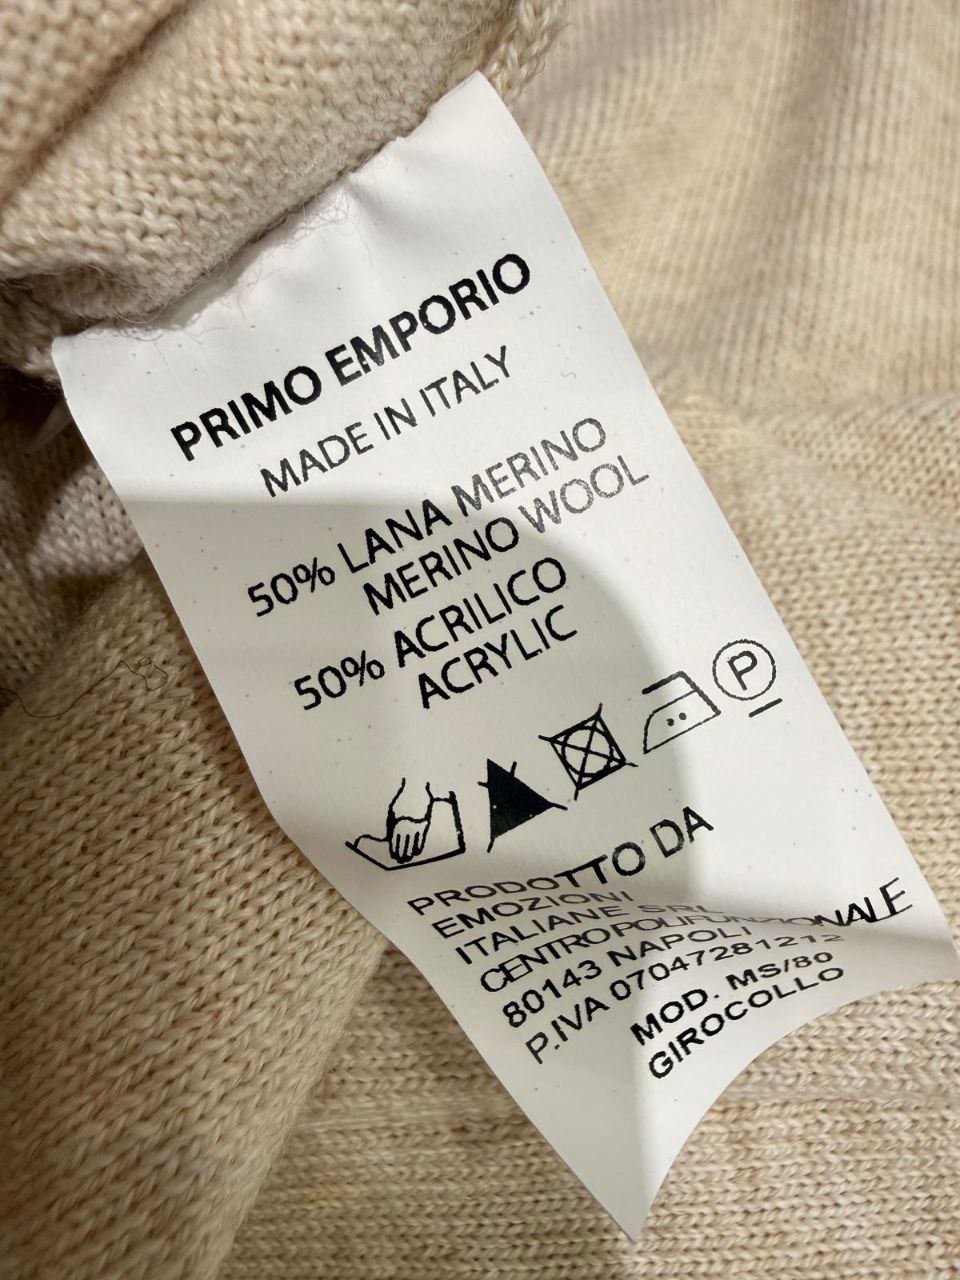 PRIMO EMPORIO
MADE IN ITALY
50% LANA MERINO
MERINO WOOL
50% ACRILICO
ACRYLIC
P
PRODOTTO DA
EMOZIONI
ITALIANE SRL
CENTRO POLIFUNZIONALE
80143 NAPOLI
P.IVA 07047281212
MOD. MS/80
GIROCOLLO